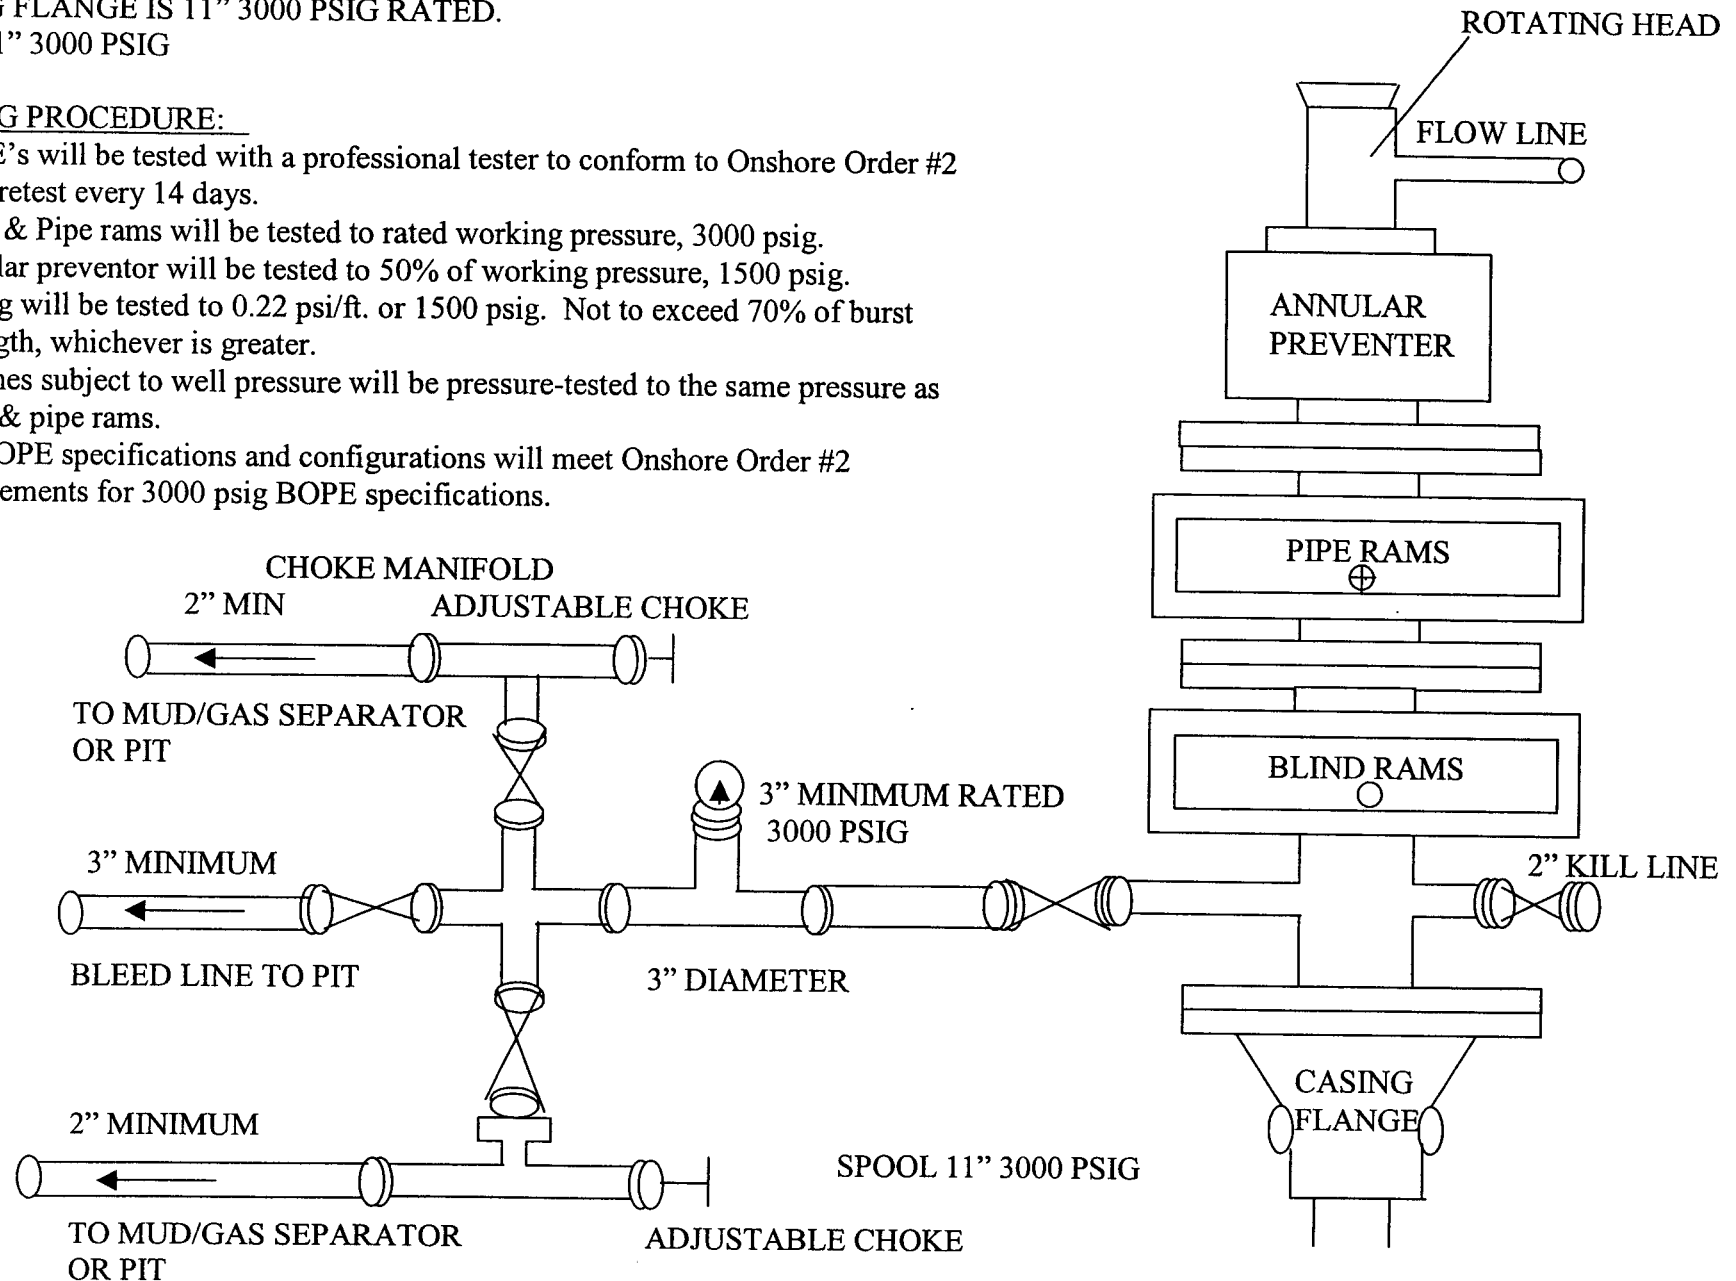 FLANGE IS 11” 3000 PSIG RATED.
1” 3000 PSIG
G PROCEDURE:
E’s will be tested with a professional tester to conform to Onshore Order #2
retest every 14 days.
& Pipe rams will be tested to rated working pressure, 3000 psig.
lar preventor will be tested to 50% of working pressure, 1500 psig.
g will be tested to 0.22 psi/ft. or 1500 psig. Not to exceed 70% of burst
gth, whichever is greater.
nes subject to well pressure will be pressure-tested to the same pressure as
& pipe rams.
OPE specifications and configurations will meet Onshore Order #2
ements for 3000 psig BOPE specifications.
ROTATING HEAD
FLOW LINE
ANNULAR
PREVENTER
PIPE RAMS
BLIND RAMS
2” KILL LINE
CASING
FLANGE
CHOKE MANIFOLD
2” MIN
ADJUSTABLE CHOKE
TO MUD/GAS SEPARATOR
OR PIT
3” MINIMUM RATED
3000 PSIG
3” MINIMUM
BLEED LINE TO PIT
3” DIAMETER
2” MINIMUM
SPOOL 11” 3000 PSIG
TO MUD/GAS SEPARATOR
OR PIT
ADJUSTABLE CHOKE